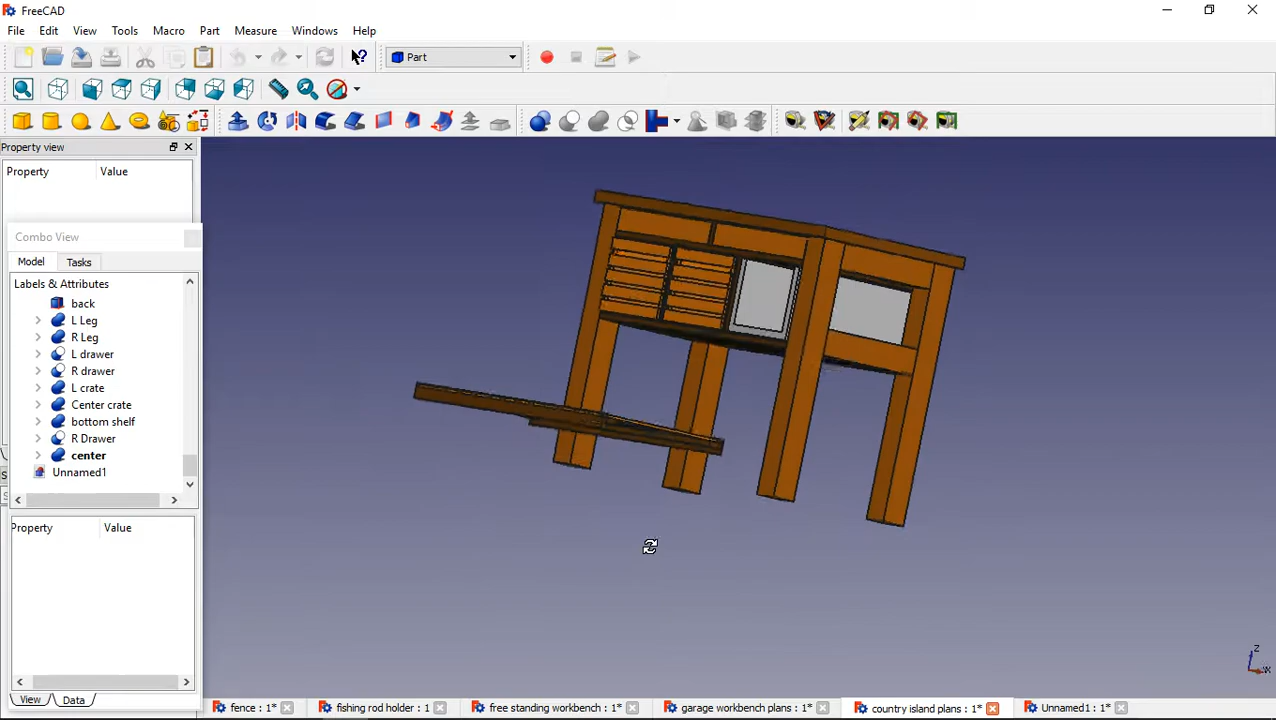 FreeCAD
File Edit View Tools Macro Part Measure Windows Help
Part
Property view
Property Value
Combo View
Model Tasks
Labels & Attributes
back
L Leg
R Leg
L drawer
R drawer
L crate
Center crate
bottom shelf
R Drawer
center
Unnamed1
Property Value
View Data
fence : 1* fishing rod holder : 1 free standing workbench : 1* garage workbench plans : 1* country island plans : 1* Unnamed1 : 1*
Z
X